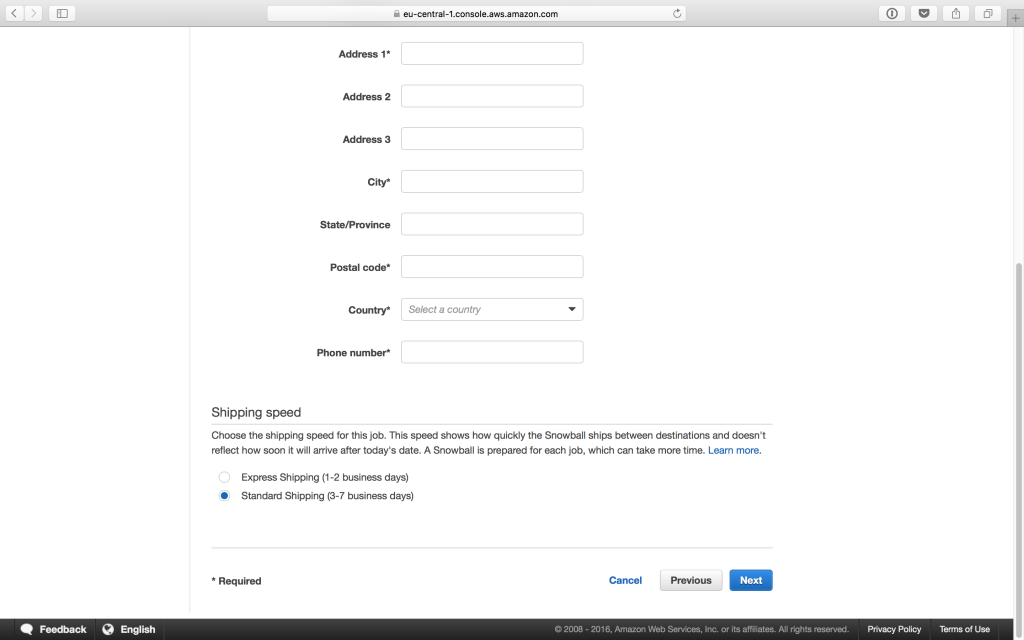 eu-central-1.console.aws.amazon.com
Address 1*
Address 2
Address 3
City*
State/Province
Postal code*
Country* Select a country
Phone number*
Shipping speed
Choose the shipping speed for this job. This speed shows how quickly the Snowball ships between destinations and doesn't
reflect how soon it will arrive after today's date. A Snowball is prepared for each job, which can take more time. Learn more.
Express Shipping (1-2 business days)
Standard Shipping (3-7 business days)
* Required Cancel Previous Next
Feedback English © 2008 - 2016, Amazon Web Services, Inc. or its affiliates. All rights reserved. Privacy Policy Terms of Use